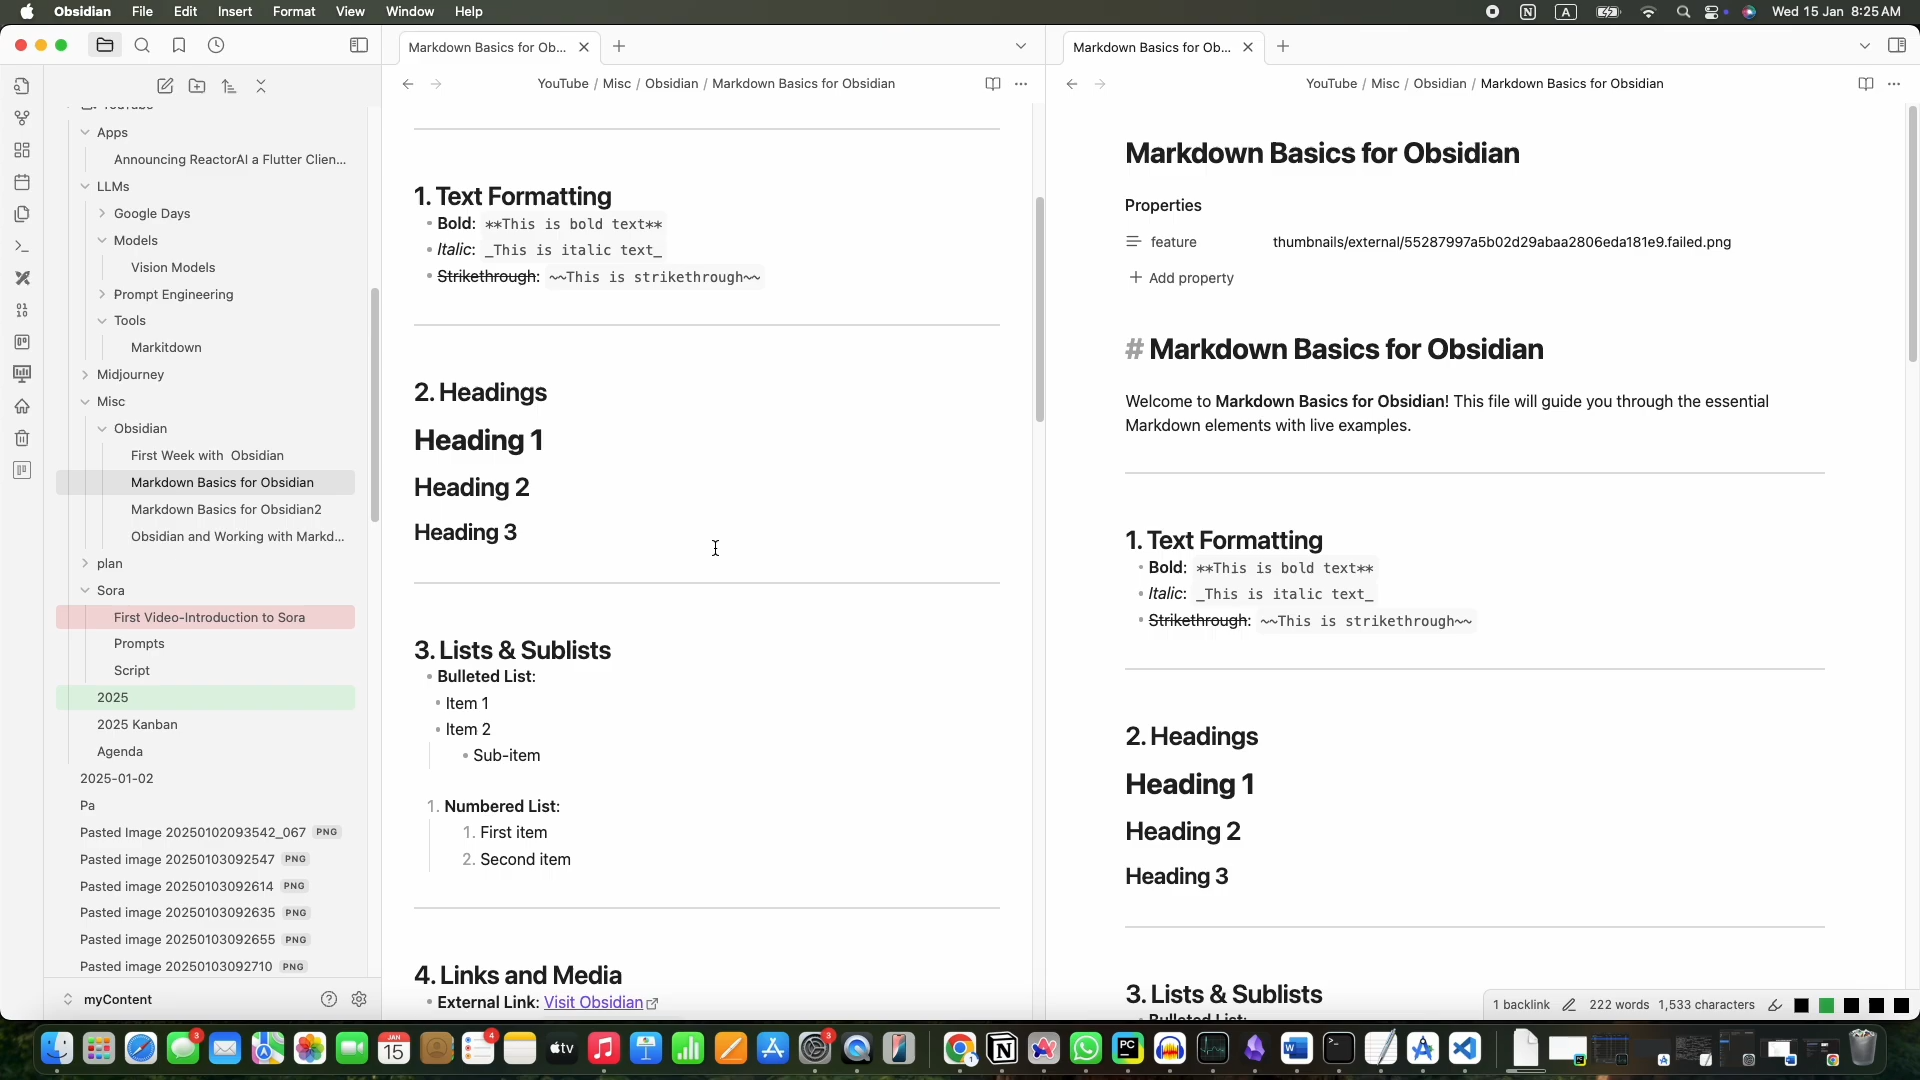 Obsidian File Edit Insert Format View Window Help
Wed 15 Jan 8:25 AM
Markdown Basics for Ob...
Markdown Basics for Ob...
YouTube / Misc / Obsidian / Markdown Basics for Obsidian
YouTube / Misc / Obsidian / Markdown Basics for Obsidian
Apps
Announcing ReactorAI a Flutter Clien...
LLMs
Google Days
Models
Vision Models
Prompt Engineering
Tools
Markitdown
Midjourney
Misc
Obsidian
First Week with Obsidian
Markdown Basics for Obsidian
Markdown Basics for Obsidian2
Obsidian and Working with Markd...
plan
Sora
First Video-Introduction to Sora
Prompts
Script
2025
2025 Kanban
Agenda
2025-01-02
Pa
Pasted Image 20250102093542_067 PNG
Pasted image 20250103092547 PNG
Pasted image 20250103092614 PNG
Pasted image 20250103092635 PNG
Pasted image 20250103092655 PNG
Pasted image 20250103092710 PNG
myContent
1. Text Formatting
Bold: **This is bold text**
Italic: _This is italic text_
Strikethrough: ~~This is strikethrough~~
2. Headings
Heading 1
Heading 2
Heading 3
3. Lists & Sublists
Bulleted List:
Item 1
Item 2
Sub-item
1. Numbered List:
1. First item
2. Second item
4. Links and Media
External Link: Visit Obsidian
Markdown Basics for Obsidian
Properties
feature thumbnails/external/55287997a5b02d29abaa2806eda181e9.failed.png
Add property
# Markdown Basics for Obsidian
Welcome to Markdown Basics for Obsidian! This file will guide you through the essential
Markdown elements with live examples.
1. Text Formatting
Bold: **This is bold text**
Italic: _This is italic text_
Strikethrough: ~~This is strikethrough~~
2. Headings
Heading 1
Heading 2
Heading 3
3. Lists & Sublists
1 backlink 222 words 1,533 characters
3
JAN
15
4
tv
3
1
PC